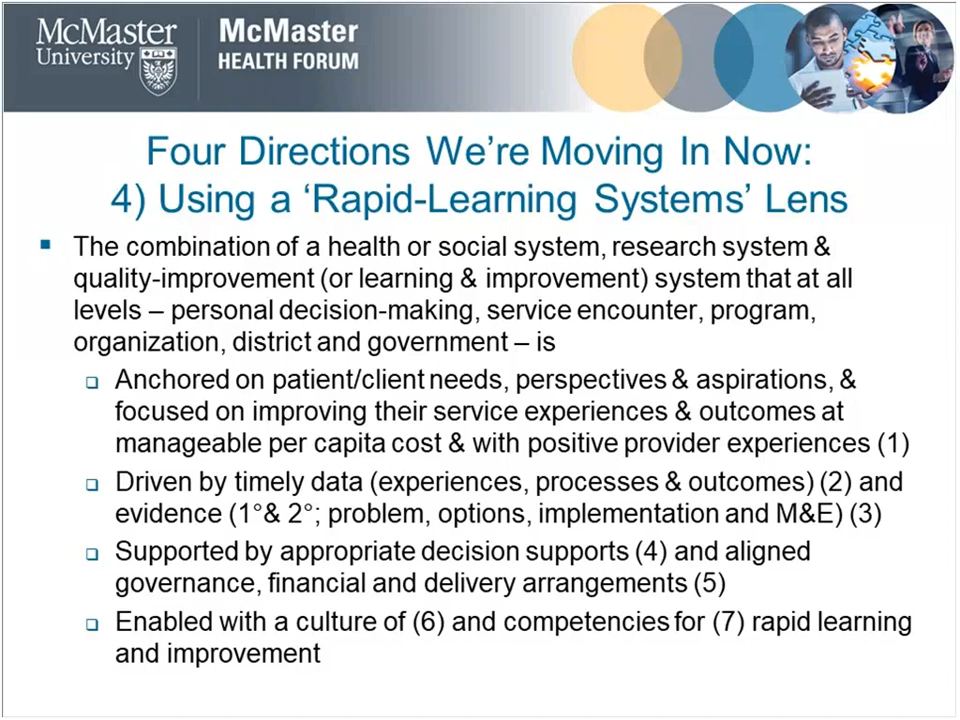 McMaster
University
McMaster
HEALTH FORUM
Four Directions We’re Moving In Now:
4) Using a ‘Rapid-Learning Systems’ Lens
The combination of a health or social system, research system &
quality-improvement (or learning & improvement) system that at all
levels – personal decision-making, service encounter, program,
organization, district and government – is
Anchored on patient/client needs, perspectives & aspirations, &
focused on improving their service experiences & outcomes at
manageable per capita cost & with positive provider experiences (1)
Driven by timely data (experiences, processes & outcomes) (2) and
evidence (1°& 2°; problem, options, implementation and M&E) (3)
Supported by appropriate decision supports (4) and aligned
governance, financial and delivery arrangements (5)
Enabled with a culture of (6) and competencies for (7) rapid learning
and improvement